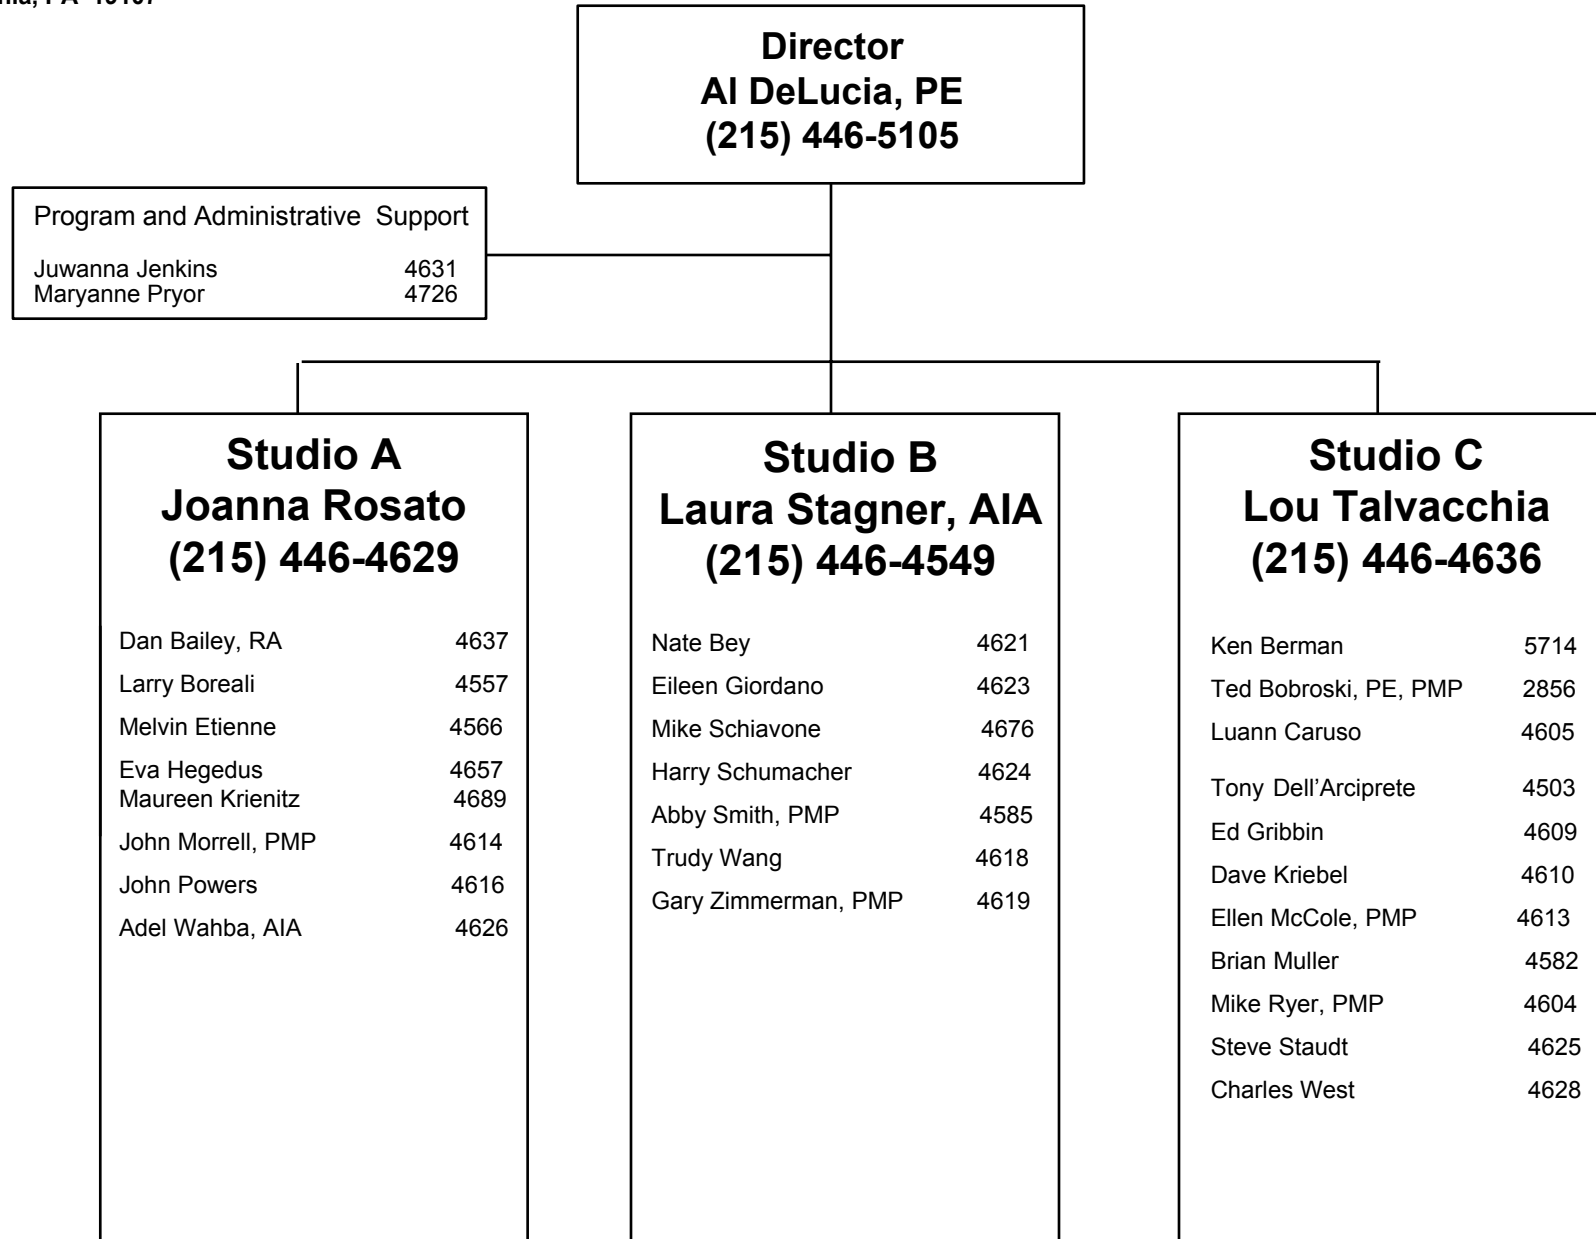 Director
Al DeLucia, PE
(215) 446-5105
Program and Administrative Support
Juwanna Jenkins 4631
Maryanne Pryor 4726
Studio A
Joanna Rosato
(215) 446-4629
Dan Bailey, RA 4637
Larry Boreali 4557
Melvin Etienne 4566
Eva Hegedus 4657
Maureen Krienitz 4689
John Morrell, PMP 4614
John Powers 4616
Adel Wahba, AIA 4626
Studio B
Laura Stagner, AIA
(215) 446-4549
Nate Bey 4621
Eileen Giordano 4623
Mike Schiavone 4676
Harry Schumacher 4624
Abby Smith, PMP 4585
Trudy Wang 4618
Gary Zimmerman, PMP 4619
Studio C
Lou Talvacchia
(215) 446-4636
Ken Berman 5714
Ted Bobroski, PE, PMP 2856
Luann Caruso 4605
Tony Dell’Arciprete 4503
Ed Gribbin 4609
Dave Kriebel 4610
Ellen McCole, PMP 4613
Brian Muller 4582
Mike Ryer, PMP 4604
Steve Staudt 4625
Charles West 4628